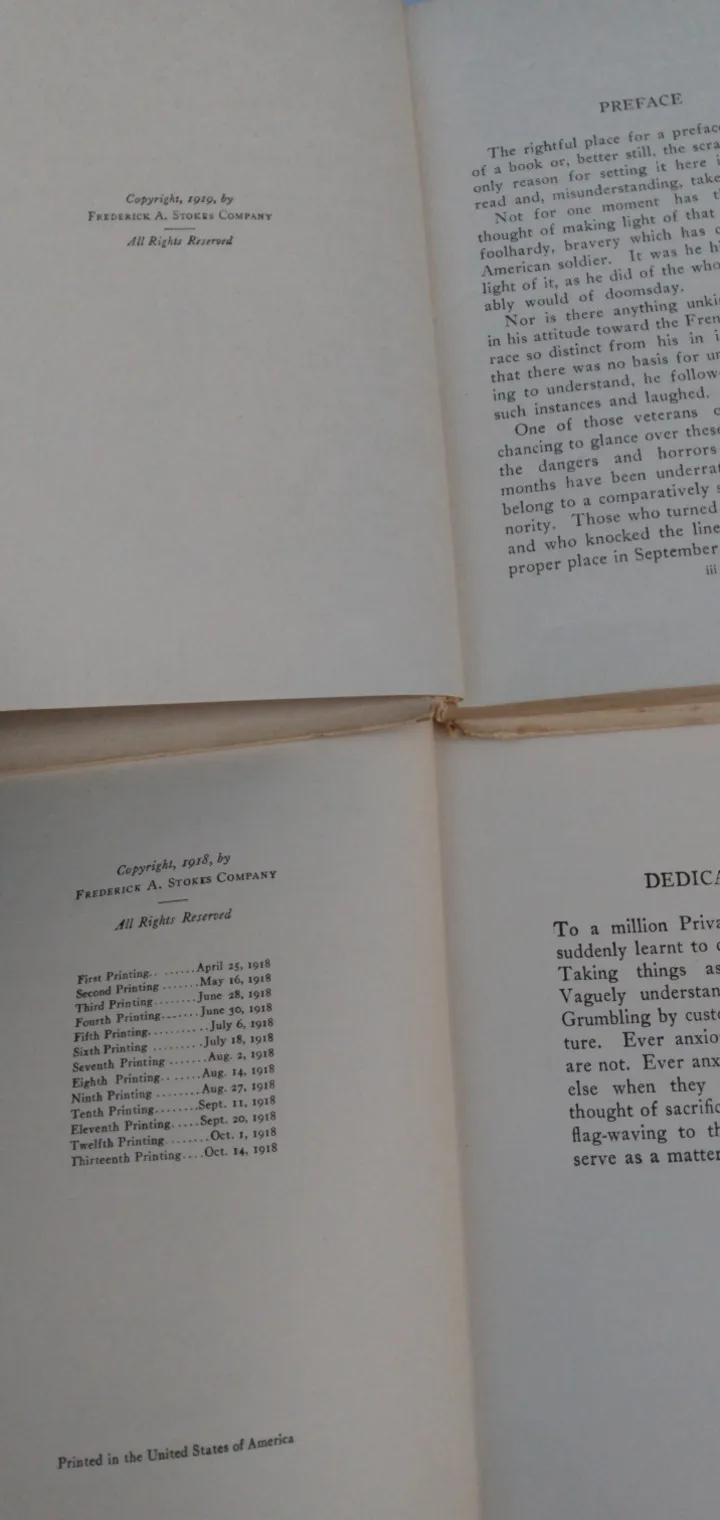 Copyright, 1919, by
FREDERICK A. STOKES COMPANY
All Rights Reserved
PREFACE
The rightful place for a preface
of a book or, better still, the scra
only reason for setting it here i
read and, misunderstanding, take
Not for one moment has th
thought of making light of that
foolhardy, bravery which has c
American soldier. It was he hi
light of it, as he did of the who
ably would of doomsday.
Nor is there anything unki
in his attitude toward the Fren
race so distinct from his in i
that there was no basis for un
ing to understand, he follow
such instances and laughed.
One of those veterans c
chancing to glance over these
the dangers and horrors
months have been underrat
belong to a comparatively s
nority. Those who turned
and who knocked the line
proper place in September
iii
Copyright, 1918, by
FREDERICK A. STOKES COMPANY
All Rights Reserved
First Printing.. ......April 25, 1918
Second Printing .......May 16, 1918
Third Printing........June 28, 1918
Fourth Printing.......June 30, 1918
Fifth Printing..........July 6, 1918
Sixth Printing .........July 18, 1918
Seventh Printing .......Aug. 2, 1918
Eighth Printing........Aug. 14, 1918
Ninth Printing ........Aug. 27, 1918
Tenth Printing........Sept. 11, 1918
Eleventh Printing.....Sept. 20, 1918
Twelfth Printing........Oct. 1, 1918
Thirteenth Printing....Oct. 14, 1918
Printed in the United States of America
DEDICA
To a million Priva
suddenly learnt to
Taking things as
Vaguely understan
Grumbling by custo
ture. Ever anxio
are not. Ever anx
else when they
thought of sacrific
flag-waving to th
serve as a matter